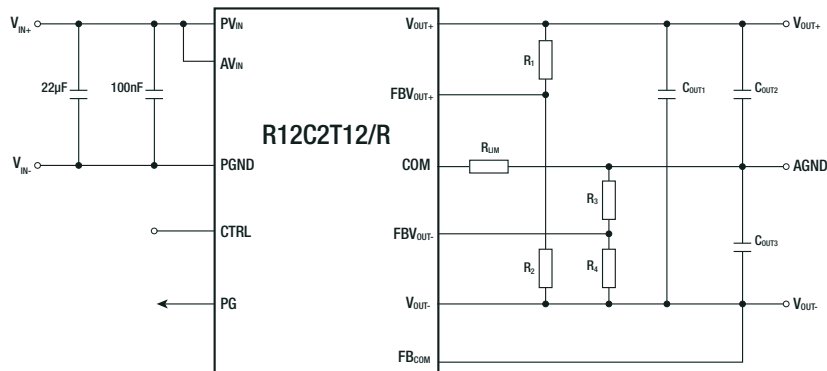 VIN+
22µF
100nF
VIN-
PVIN
AVIN
PGND
CTRL
PG
R12C2T12/R
VOUT+
FBVOUT+
COM
FBVOUT-
VOUT-
FBCOM
R1
RLIM
R2
R3
R4
COUT1
COUT2
COUT3
VOUT+
AGND
VOUT-